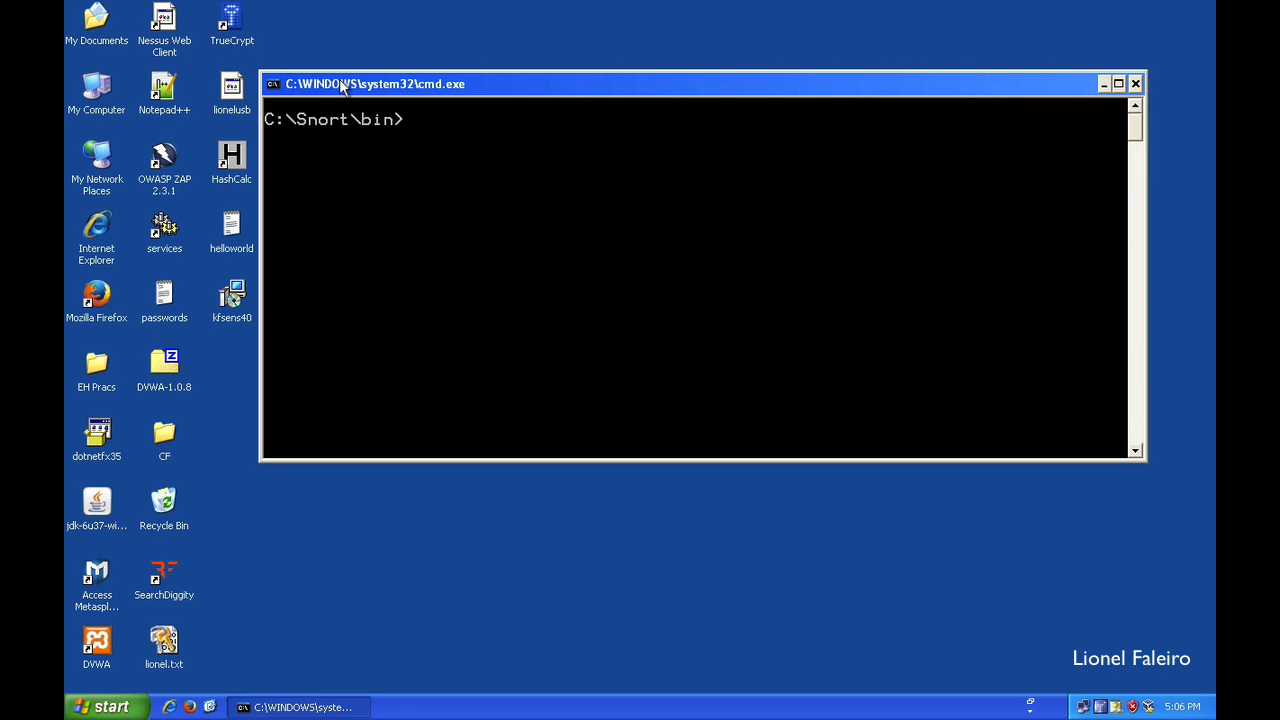 My Documents
Nessus Web
Client
TrueCrypt
My Computer
Notepad++
lionelusb
My Network
Places
OWASP ZAP
2.3.1
HashCalc
Internet
Explorer
services
helloworld
Mozilla Firefox
passwords
kfsens40
EH Pracs
DVWA-1.0.8
dotnetfx35
CF
jdk-6u37-wi...
Recycle Bin
Access
Metaspl...
SearchDiggity
DVWA
lionel.txt
C:\WINDOWS\system32\cmd.exe
C:\Snort\bin>
Lionel Faleiro
start
C:\WINDOWS\syste...
5:06 PM